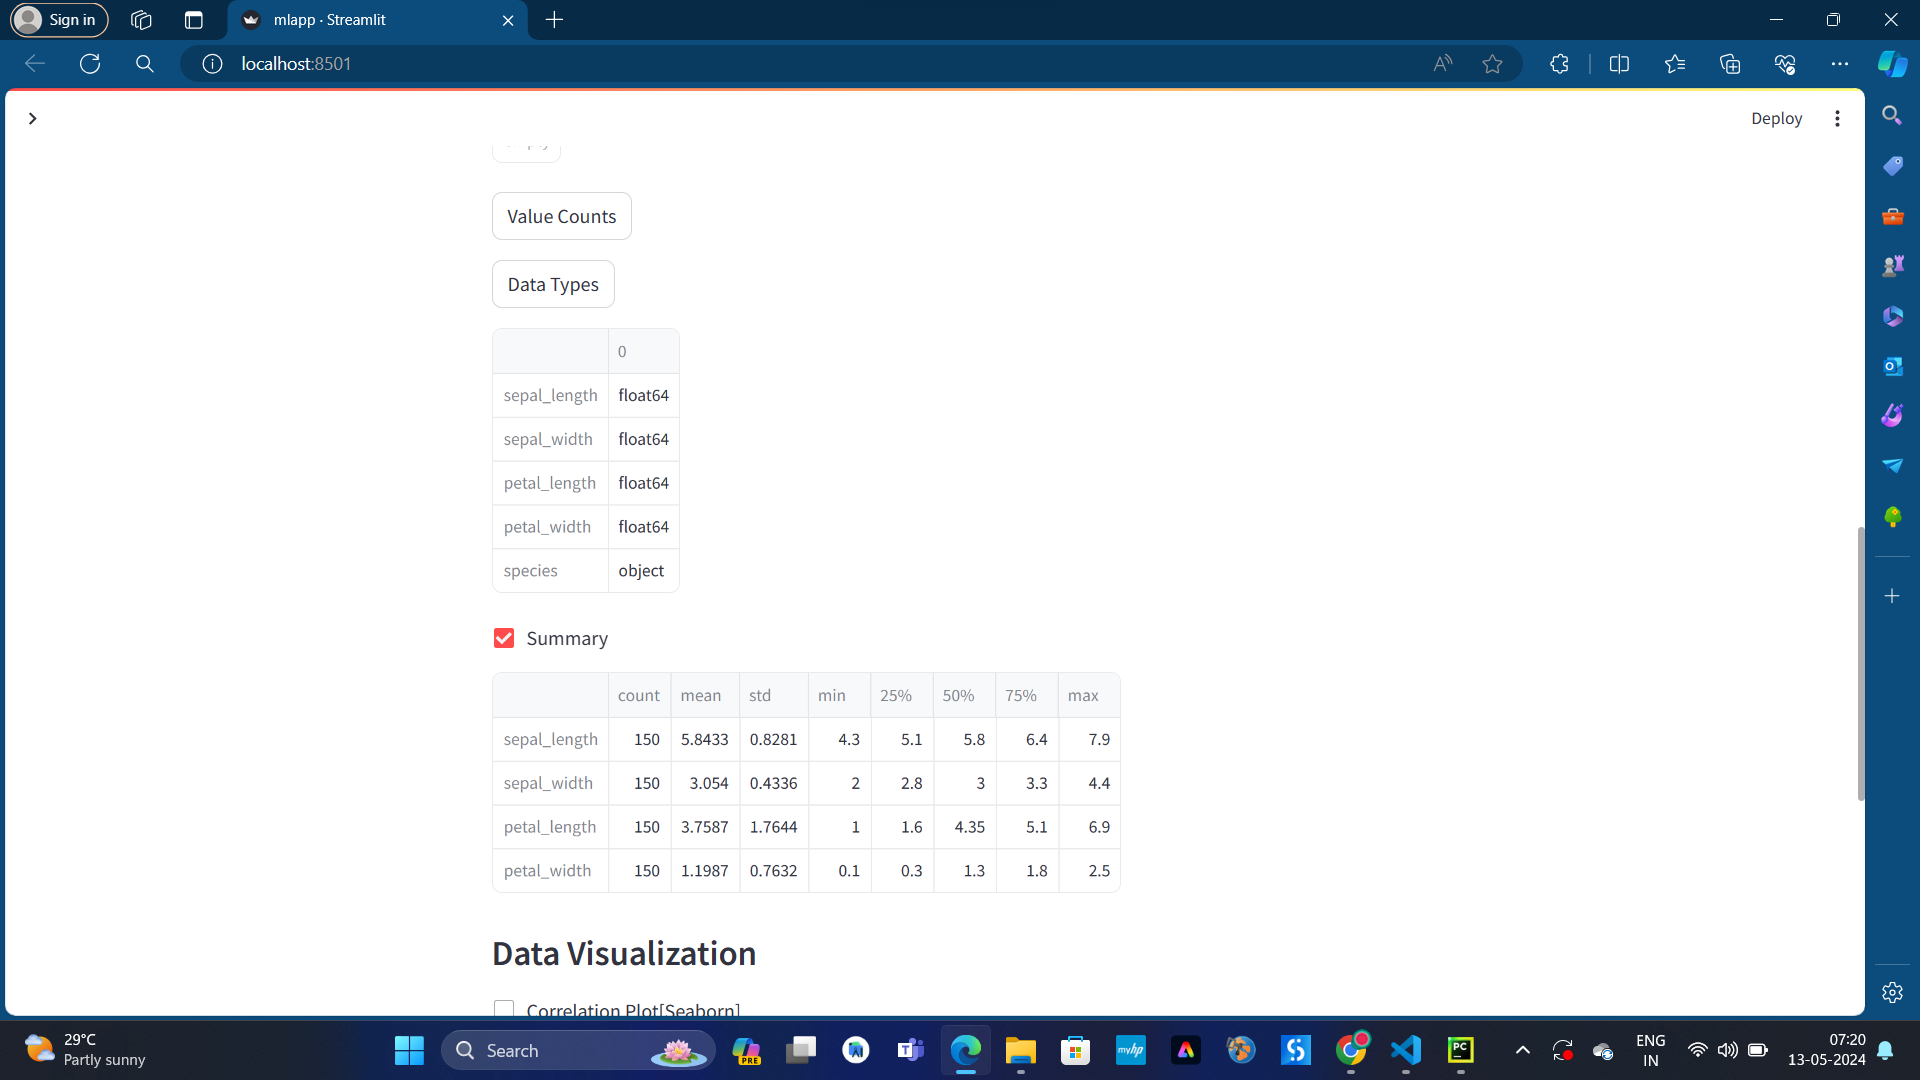 Sign in
mlapp · Streamlit
localhost:8501
Deploy
Value Counts
Data Types
0
sepal_length float64
sepal_width float64
petal_length float64
petal_width float64
species object
Summary
count mean std min 25% 50% 75% max
sepal_length 150 5.8433 0.8281 4.3 5.1 5.8 6.4 7.9
sepal_width 150 3.054 0.4336 2 2.8 3 3.3 4.4
petal_length 150 3.7587 1.7644 1 1.6 4.35 5.1 6.9
petal_width 150 1.1987 0.7632 0.1 0.3 1.3 1.8 2.5
Data Visualization
Correlation Plot[Seaborn]
29°C
Partly sunny
Search
PRE
myhp
PC
ENG
IN
07:20
13-05-2024